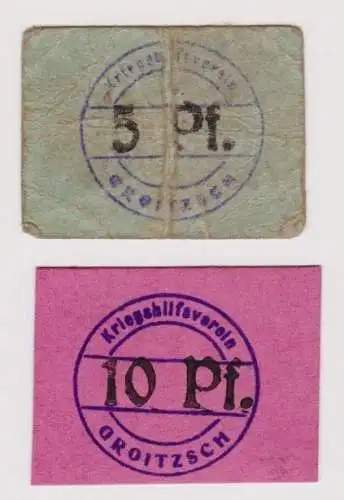 Kriegshilfsverein
5 Pf.
GROITZSCH
Kriegshilfsverein
10 Pf.
GROITZSCH